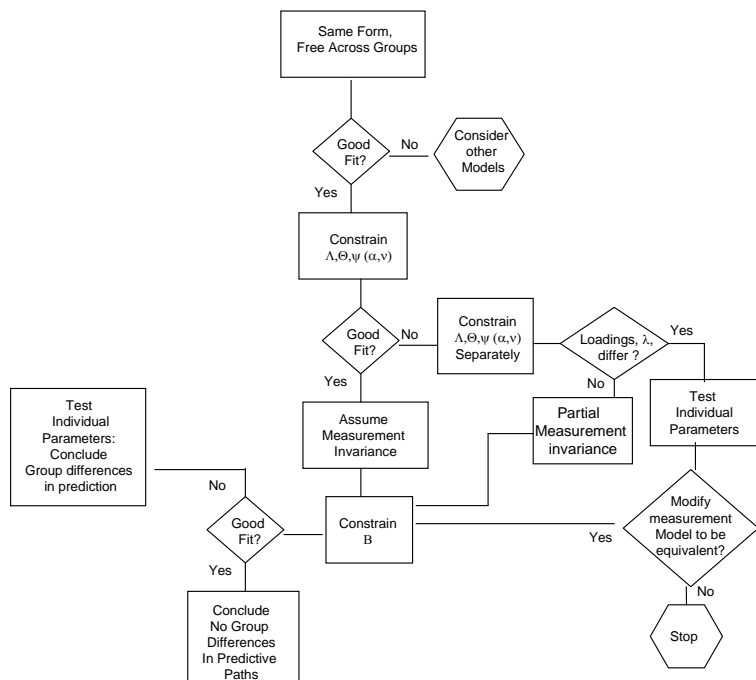 Same Form,
Free Across Groups
Good
Fit?
No
Consider
other
Models
Yes
Constrain
Λ,Θ,ψ (α,ν)
Good
Fit?
No
Constrain
Λ,Θ,ψ (α,ν)
Separately
Loadings, λ,
differ ?
Yes
No
Yes
Assume
Measurement
Invariance
Partial
Measurement
invariance
Test
Individual
Parameters
Test
Individual
Parameters:
Conclude
Group differences
in prediction
No
Good
Fit?
Constrain
B
Yes
Modify
measurement
Model to be
equivalent?
Yes
No
Conclude
No Group
Differences
In Predictive
Paths
Stop